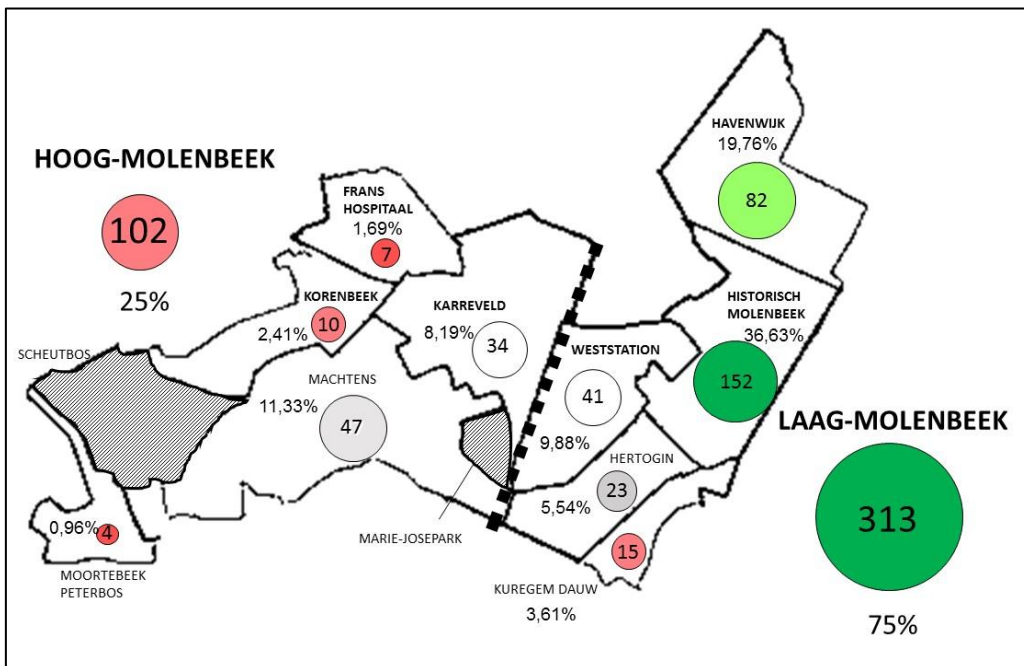 HOOG-MOLENBEEK
102
25%
FRANS
HOSPITAAL
1,69%
7
KORENBEEK
2,41%
10
KARREVELD
8,19%
34
HAVENWIJK
19,76%
82
HISTORISCH
MOLENBEEK
36,63%
152
WESTSTATION
41
9,88%
SCHEUTBOS
MACHTENS
11,33%
47
LAAG-MOLENBEEK
313
75%
HERTOGIN
5,54%
23
0,96%
4
MOORTEBEEK
PETERBOS
MARIE-JOSEPARK
15
KUREGEM DAUW
3,61%